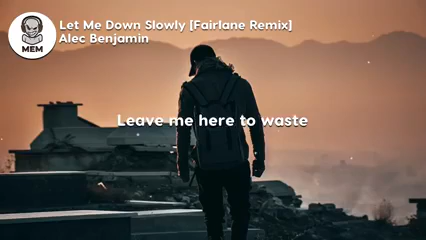 Let Me Down Slowly [Fairlane Remix]
Alec Benjamin
MEM
Leave me here to waste